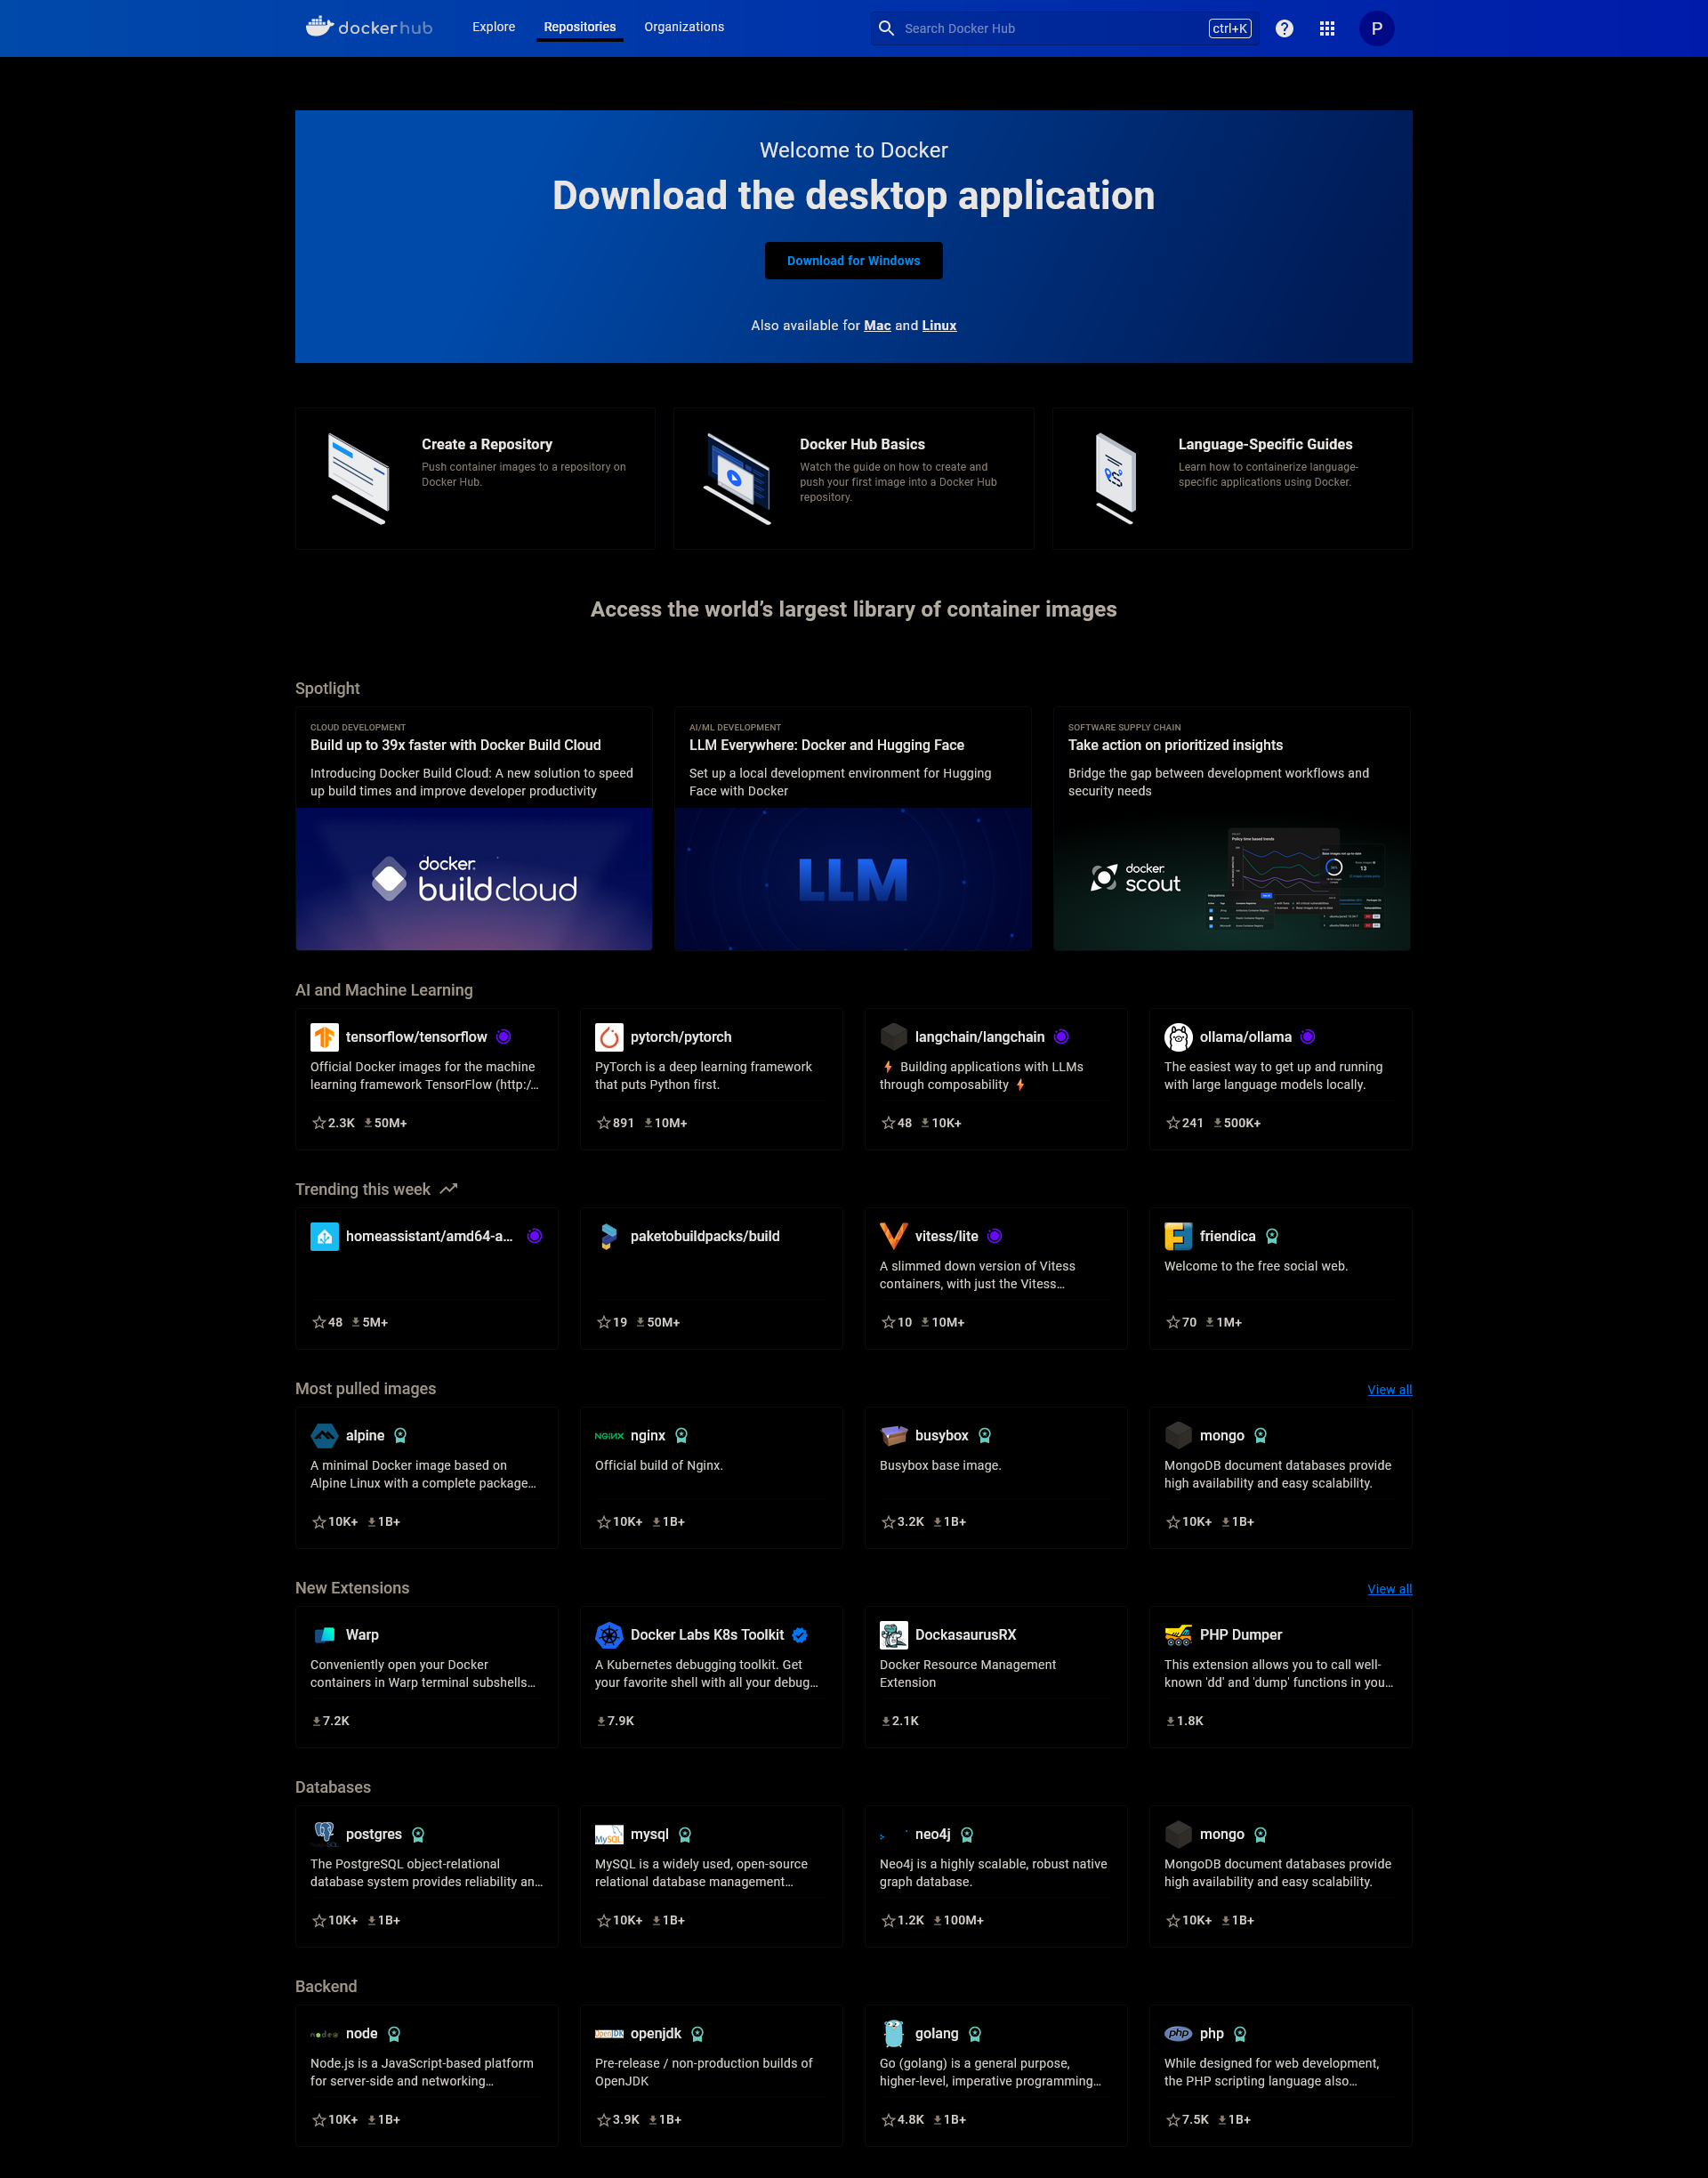 dockerhub
Explore
Repositories
Organizations
Search Docker Hub
ctrl+K
P
Welcome to Docker
Download the desktop application
Download for Windows
Also available for Mac and Linux
Create a Repository
Push container images to a repository on
Docker Hub.
Docker Hub Basics
Watch the guide on how to create and
push your first image into a Docker Hub
repository.
Language-Specific Guides
Learn how to containerize language-
specific applications using Docker.
Access the world’s largest library of container images
Spotlight
CLOUD DEVELOPMENT
Build up to 39x faster with Docker Build Cloud
Introducing Docker Build Cloud: A new solution to speed
up build times and improve developer productivity
docker
buildcloud
AI/ML DEVELOPMENT
LLM Everywhere: Docker and Hugging Face
Set up a local development environment for Hugging
Face with Docker
LLM
SOFTWARE SUPPLY CHAIN
Take action on prioritized insights
Bridge the gap between development workflows and
security needs
docker
scout
Policy time based trends
13
AI and Machine Learning
tensorflow/tensorflow
Official Docker images for the machine
learning framework TensorFlow (http:/...
2.3K 50M+
pytorch/pytorch
PyTorch is a deep learning framework
that puts Python first.
891 10M+
langchain/langchain
Building applications with LLMs
through composability
48 10K+
ollama/ollama
The easiest way to get up and running
with large language models locally.
241 500K+
Trending this week
homeassistant/amd64-a...
48 5M+
paketobuildpacks/build
19 50M+
vitess/lite
A slimmed down version of Vitess
containers, with just the Vitess...
10 10M+
friendica
Welcome to the free social web.
70 1M+
Most pulled images
View all
alpine
A minimal Docker image based on
Alpine Linux with a complete package...
10K+ 1B+
NGINX
nginx
Official build of Nginx.
10K+ 1B+
busybox
Busybox base image.
3.2K 1B+
mongo
MongoDB document databases provide
high availability and easy scalability.
10K+ 1B+
New Extensions
View all
Warp
Conveniently open your Docker
containers in Warp terminal subshells...
7.2K
Docker Labs K8s Toolkit
A Kubernetes debugging toolkit. Get
your favorite shell with all your debug...
7.9K
DockasaurusRX
Docker Resource Management
Extension
2.1K
PHP Dumper
This extension allows you to call well-
known 'dd' and 'dump' functions in you...
1.8K
Databases
postgres
The PostgreSQL object-relational
database system provides reliability an...
10K+ 1B+
MySQL
mysql
MySQL is a widely used, open-source
relational database management...
10K+ 1B+
neo4j
Neo4j is a highly scalable, robust native
graph database.
1.2K 100M+
mongo
MongoDB document databases provide
high availability and easy scalability.
10K+ 1B+
Backend
node
node
Node.js is a JavaScript-based platform
for server-side and networking...
10K+ 1B+
OpenJDK
openjdk
Pre-release / non-production builds of
OpenJDK
3.9K 1B+
golang
Go (golang) is a general purpose,
higher-level, imperative programming...
4.8K 1B+
php
php
While designed for web development,
the PHP scripting language also...
7.5K 1B+